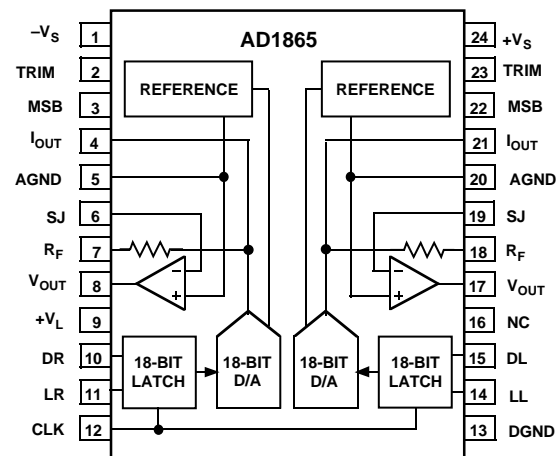 AD1865
–VS 1
TRIM 2
MSB 3
IOUT 4
AGND 5
SJ 6
RF 7
VOUT 8
+VL 9
DR 10
LR 11
CLK 12
24 +VS
23 TRIM
22 MSB
21 IOUT
20 AGND
19 SJ
18 RF
17 VOUT
16 NC
15 DL
14 LL
13 DGND
REFERENCE
REFERENCE
–
+
–
+
18-BIT
LATCH
18-BIT
D/A
18-BIT
D/A
18-BIT
LATCH